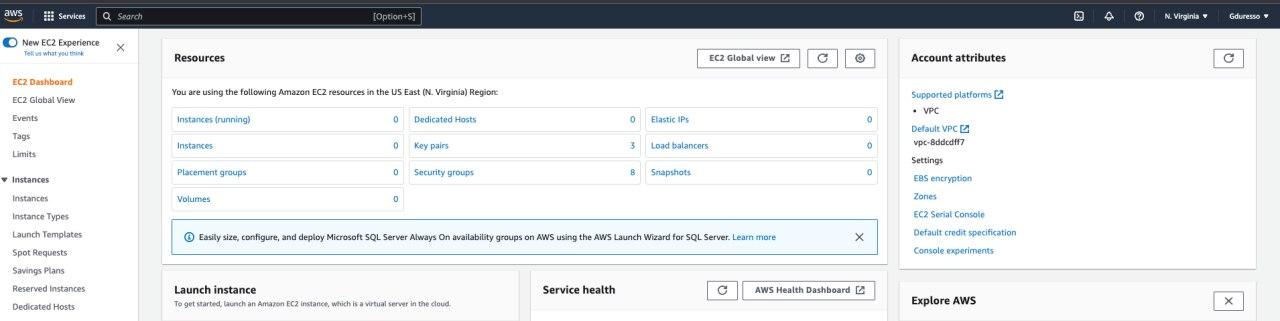 aws
Services
Search
[Option+S]
N. Virginia
Gduresso
New EC2 Experience
Tell us what you think
EC2 Dashboard
EC2 Global View
Events
Tags
Limits
Instances
Instances
Instance Types
Launch Templates
Spot Requests
Savings Plans
Reserved Instances
Dedicated Hosts
Resources
EC2 Global view
You are using the following Amazon EC2 resources in the US East (N. Virginia) Region:
Instances (running) 0
Dedicated Hosts 0
Elastic IPs 0
Instances 0
Key pairs 3
Load balancers 0
Placement groups 0
Security groups 8
Snapshots 0
Volumes 0
Easily size, configure, and deploy Microsoft SQL Server Always On availability groups on AWS using the AWS Launch Wizard for SQL Server. Learn more
Launch instance
To get started, launch an Amazon EC2 instance, which is a virtual server in the cloud.
Service health
AWS Health Dashboard
Account attributes
Supported platforms
• VPC
Default VPC
vpc-8ddcdff7
Settings
EBS encryption
Zones
EC2 Serial Console
Default credit specification
Console experiments
Explore AWS